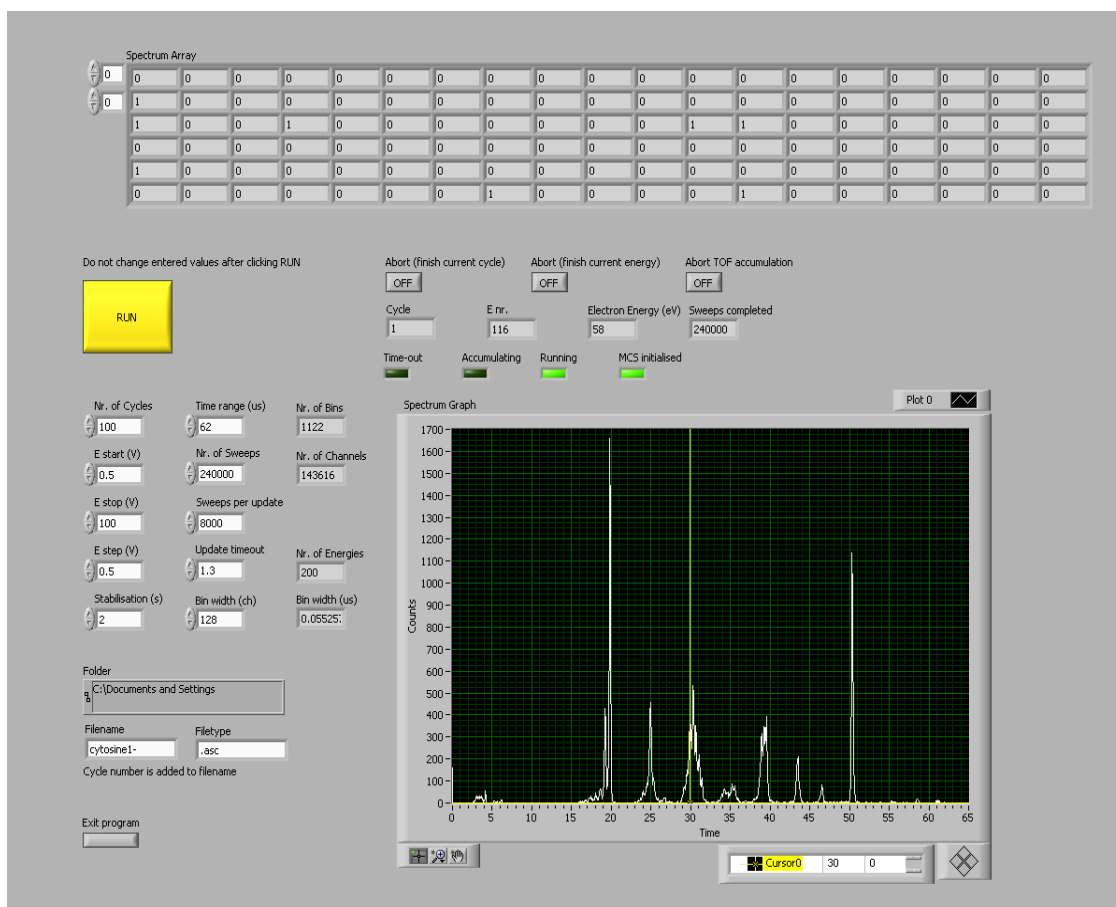 Spectrum Array
0 0 0 0 0 0 0 0 0 0 0 0 0 0 0 0 0 0 0 0
0 1 0 0 0 0 0 0 0 0 0 0 0 0 0 0 0 0 0 0
1 0 0 1 0 0 0 0 0 0 0 1 1 0 0 0 0 0 0
0 0 0 0 0 0 0 0 0 0 0 0 0 0 0 0 0 0 0
1 0 0 0 0 0 0 0 0 0 0 0 0 0 0 0 0 0 0
0 0 0 0 0 0 0 1 0 0 0 0 1 0 0 0 0 0 0
Do not change entered values after clicking RUN
RUN
Abort (finish current cycle) Abort (finish current energy) Abort TOF accumulation
OFF OFF OFF
Cycle E nr. Electron Energy (eV) Sweeps completed
1 116 58 240000
Time-out Accumulating Running MCS initialised
Nr. of Cycles Time range (us) Nr. of Bins
100 62 1122
E start (V) Nr. of Sweeps Nr. of Channels
0.5 240000 143616
E stop (V) Sweeps per update
100 8000
E step (V) Update timeout Nr. of Energies
0.5 1.3 200
Stabilisation (s) Bin width (ch) Bin width (us)
2 128 0.05525
Folder
C:\Documents and Settings
Filename Filetype
cytosine1- .asc
Cycle number is added to filename
Exit program
Spectrum Graph
Plot 0
Counts
1700
1600
1500
1400
1300
1200
1100
1000
900
800
700
600
500
400
300
200
100
0
0 5 10 15 20 25 30 35 40 45 50 55 60 65
Time
Cursor0 30 0